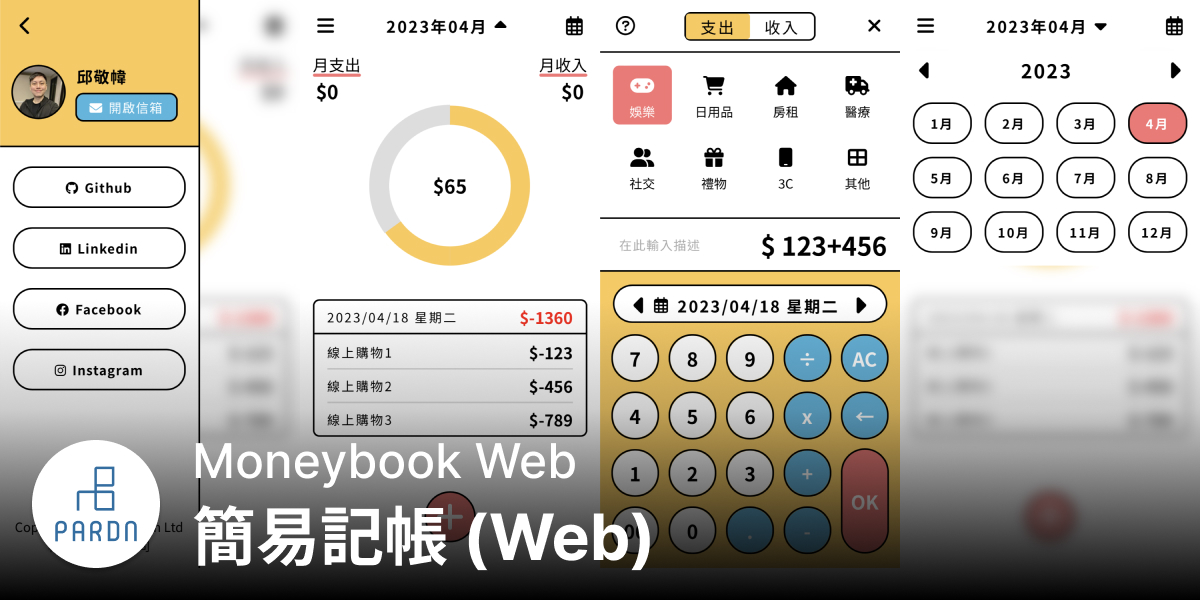 邱敬幃
開啟信箱
Github
Linkedin
Facebook
Instagram
2023年04月
月支出
月收入
$0
$0
$65
2023/04/18 星期二
$-1360
線上購物1
$-123
線上購物2
$-456
線上購物3
$-789
支出
收入
娛樂
日用品
房租
醫療
社交
禮物
3C
其他
在此輸入描述
$ 123+456
2023/04/18 星期二
7 8 9 ÷ AC
4 5 6 x ←
1 2 3 +
OK
0 . -
2023年04月
2023
1月 2月 3月 4月
5月 6月 7月 8月
9月 10月 11月 12月
PARDN
Moneybook Web
簡易記帳 (Web)